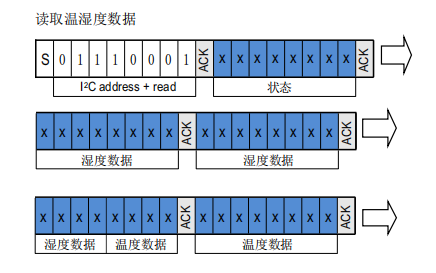 读取温湿度数据
S 0 1 1 1 0 0 0 1 ACK X X X X X X X X ACK
I²C address + read 状态
X X X X X X X X ACK X X X X X X X X ACK
湿度数据 湿度数据
X X X X X X X X ACK X X X X X X X X ACK
湿度数据 温度数据 温度数据